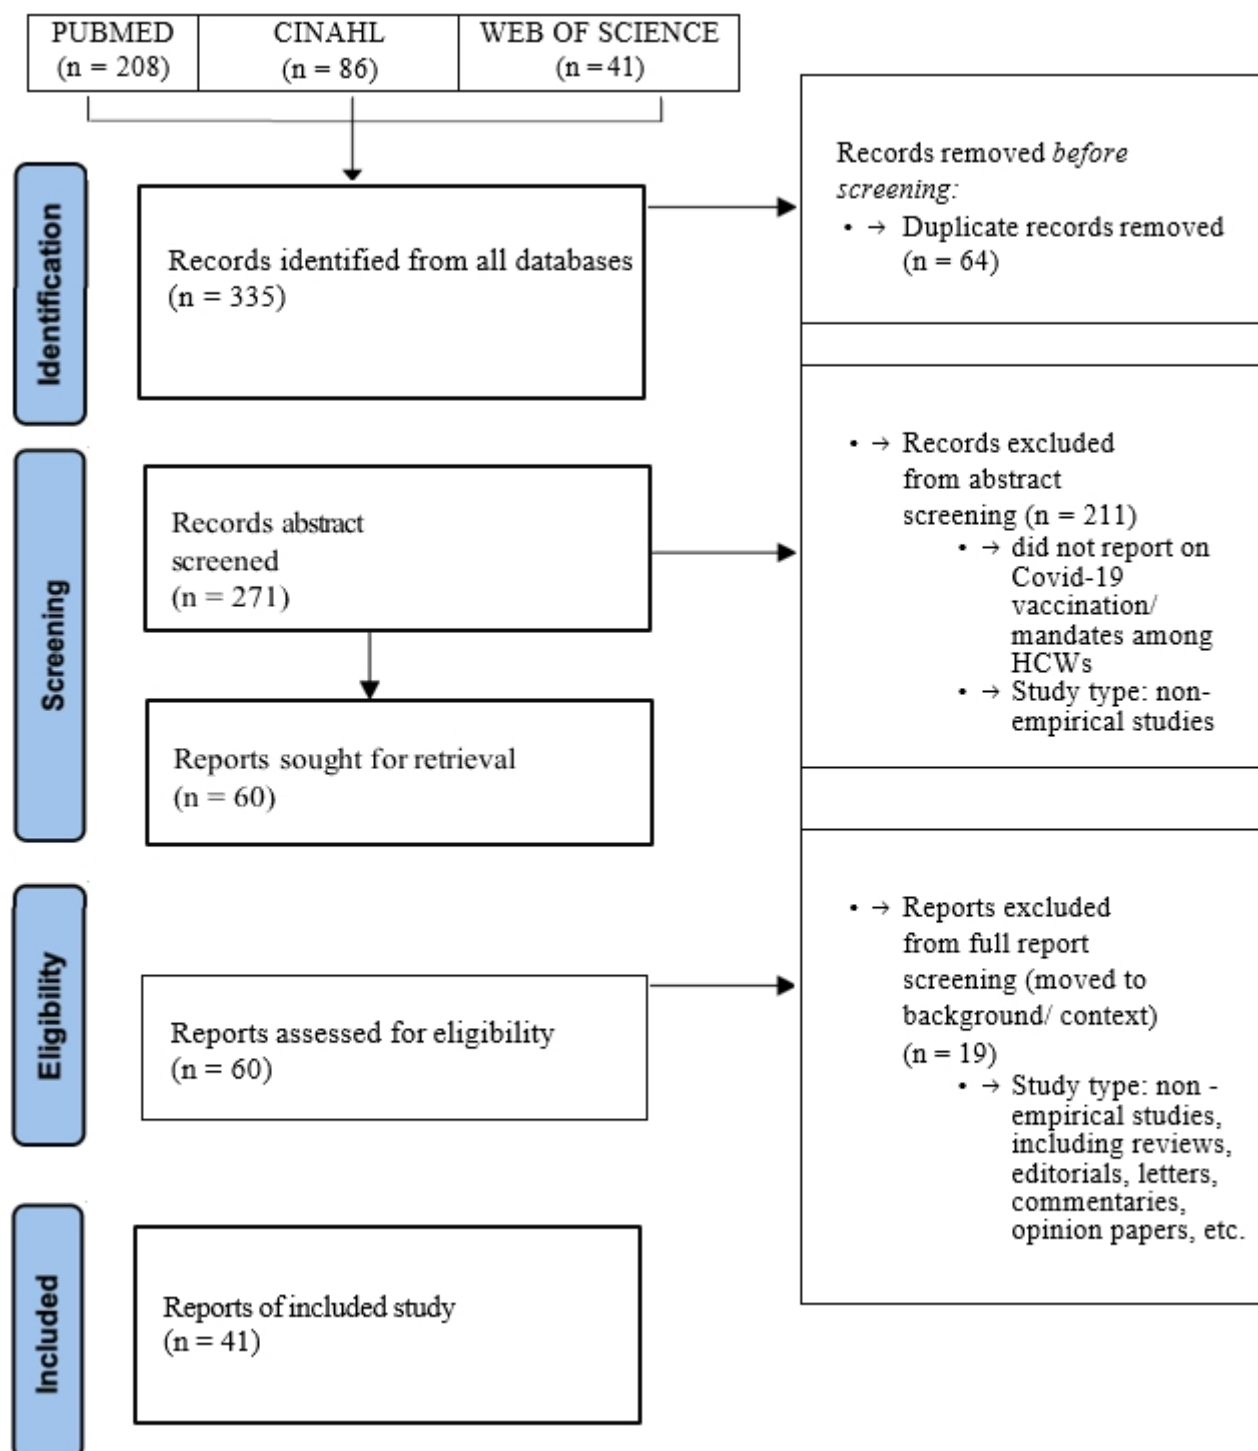 PUBMED
(n = 208)
CINAHL
(n = 86)
WEB OF SCIENCE
(n = 41)
Identification
Records identified from all databases
(n = 335)
Records removed before
screening:
• → Duplicate records removed
(n = 64)
Screening
Records abstract
screened
(n = 271)
• → Records excluded
from abstract
screening (n = 211)
• → did not report on
Covid-19
vaccination/
mandates among
HCWs
• → Study type: non-
empirical studies
Reports sought for retrieval
(n = 60)
Eligibility
Reports assessed for eligibility
(n = 60)
• → Reports excluded
from full report
screening (moved to
background/ context)
(n = 19)
• → Study type: non -
empirical studies,
including reviews,
editorials, letters,
commentaries,
opinion papers, etc.
Included
Reports of included study
(n = 41)